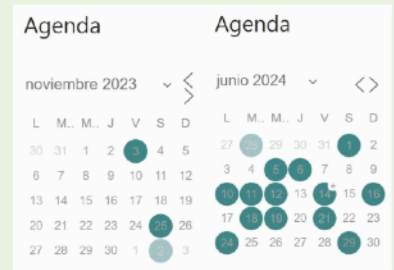 Agenda
noviembre 2023
L M.. M.. J V S D
30 31 1 2 3 4 5
6 7 8 9 10 11 12
13 14 15 16 17 18 19
20 21 22 23 24 25 26
27 28 29 30 1 2 3
Agenda
junio 2024
L M.. M.. J V S D
27 28 29 30 31 1 2
3 4 5 6 7 8 9
10 11 12 13 14 15 16
17 18 19 20 21 22 23
24 25 26 27 28 29 30